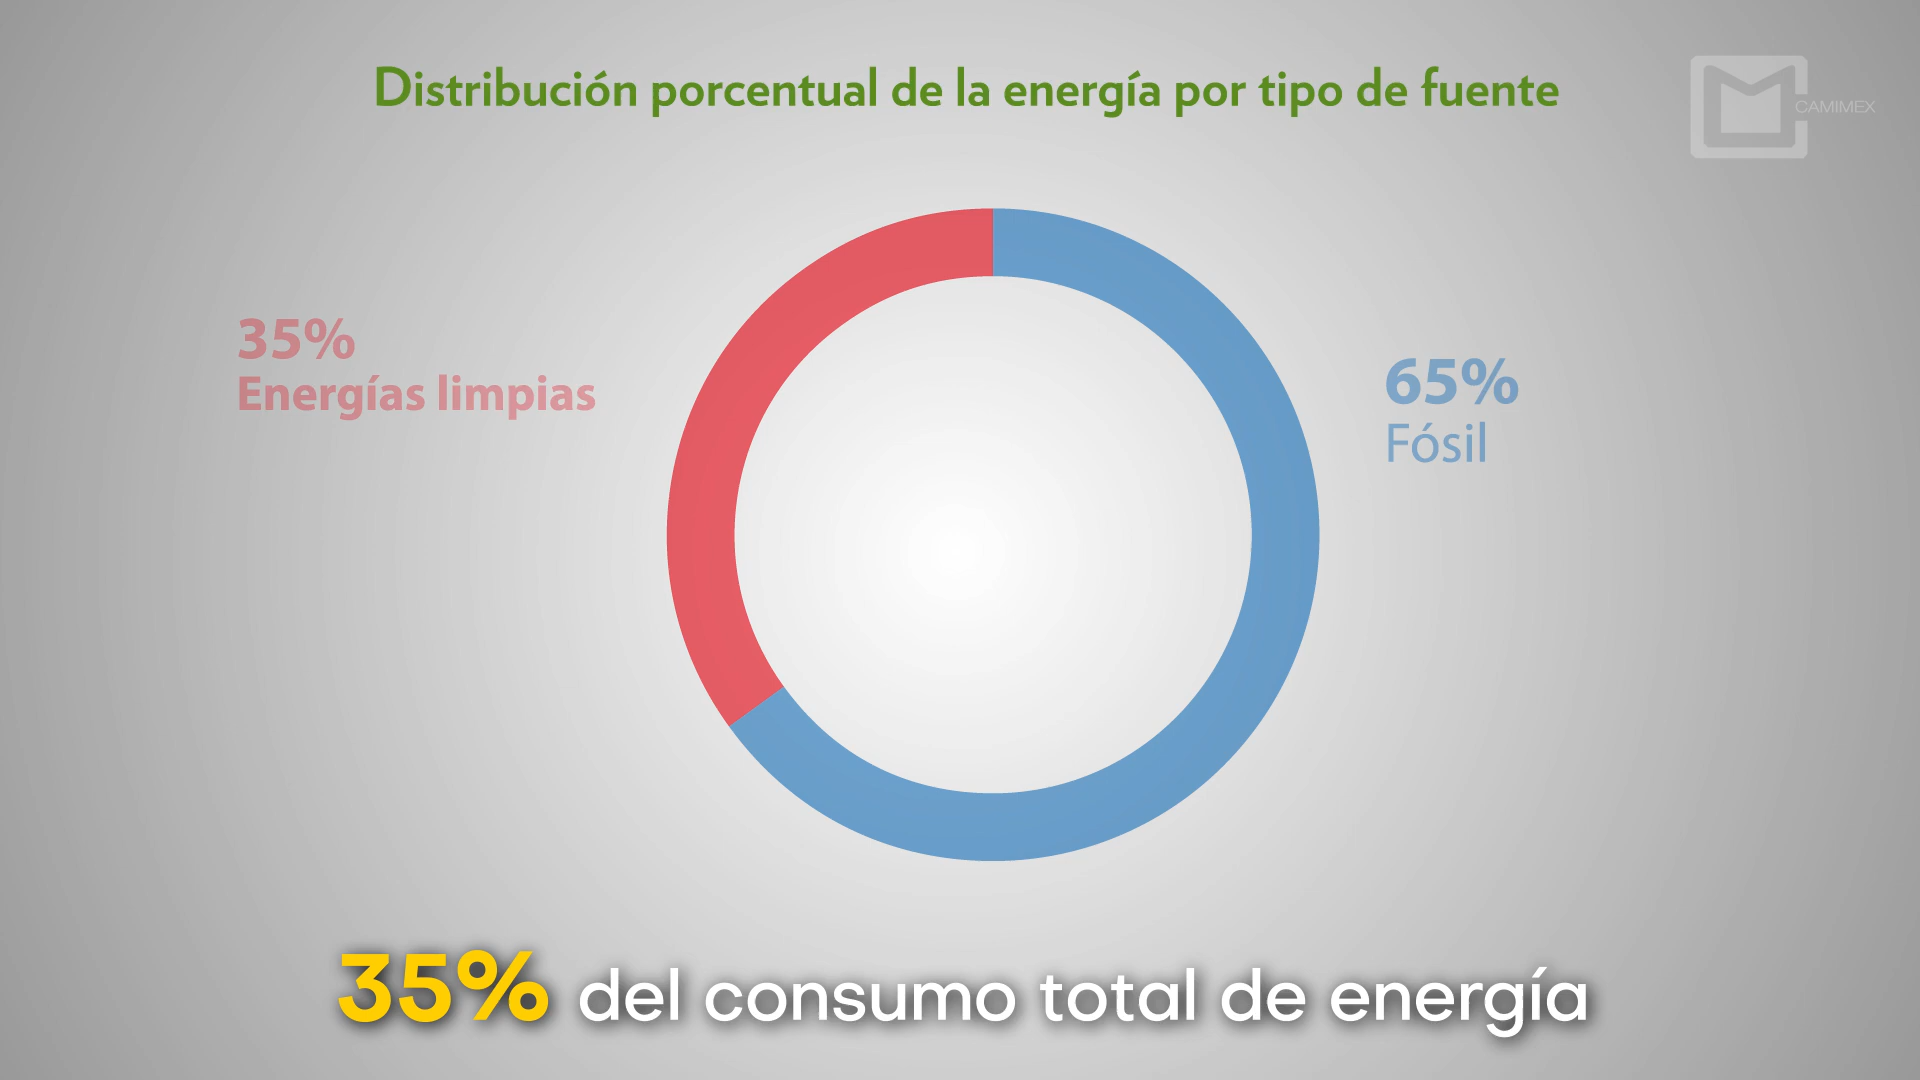 Distribución porcentual de la energía por tipo de fuente
CAMIMEX
35%
Energías limpias
65%
Fósil
35% del consumo total de energía